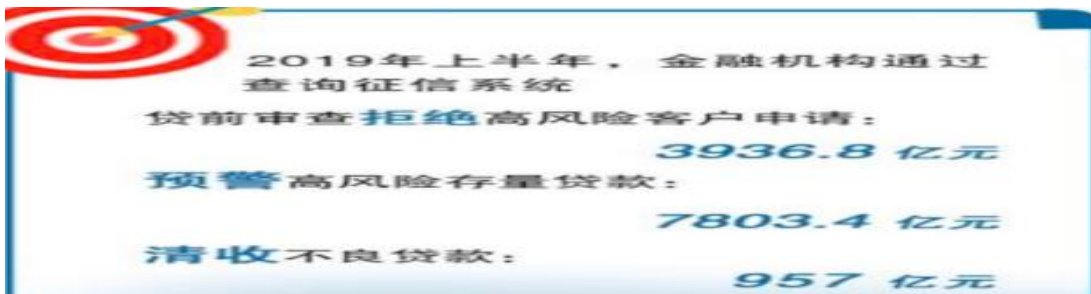 2019年上半年，金融机构通过
查询征信系统
贷前审查拒绝高风险客户申请：
3936.8 亿元
预警高风险存量贷款：
7803.4 亿元
清收不良贷款：
957 亿元